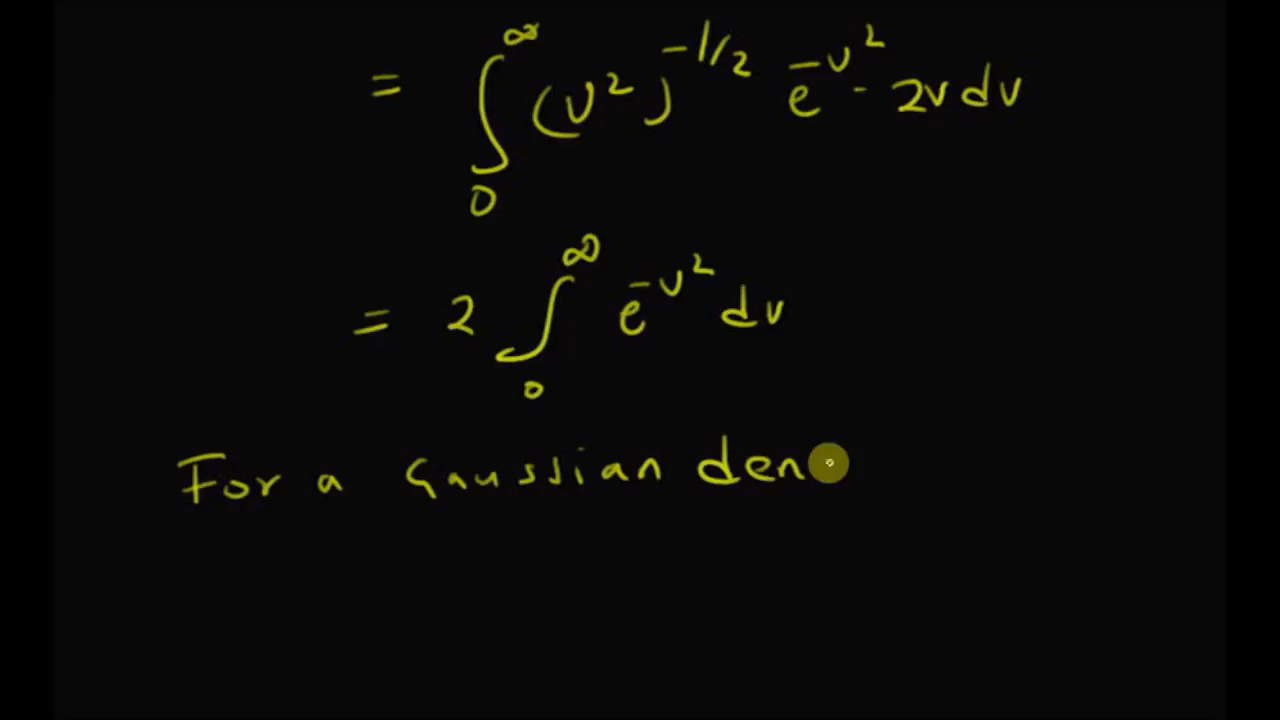 = ∫₀^∞ (v²)^{-1/2} e^{-v²} · 2v dv
= 2 ∫₀^∞ e^{-v²} dv
For a Gaussian den